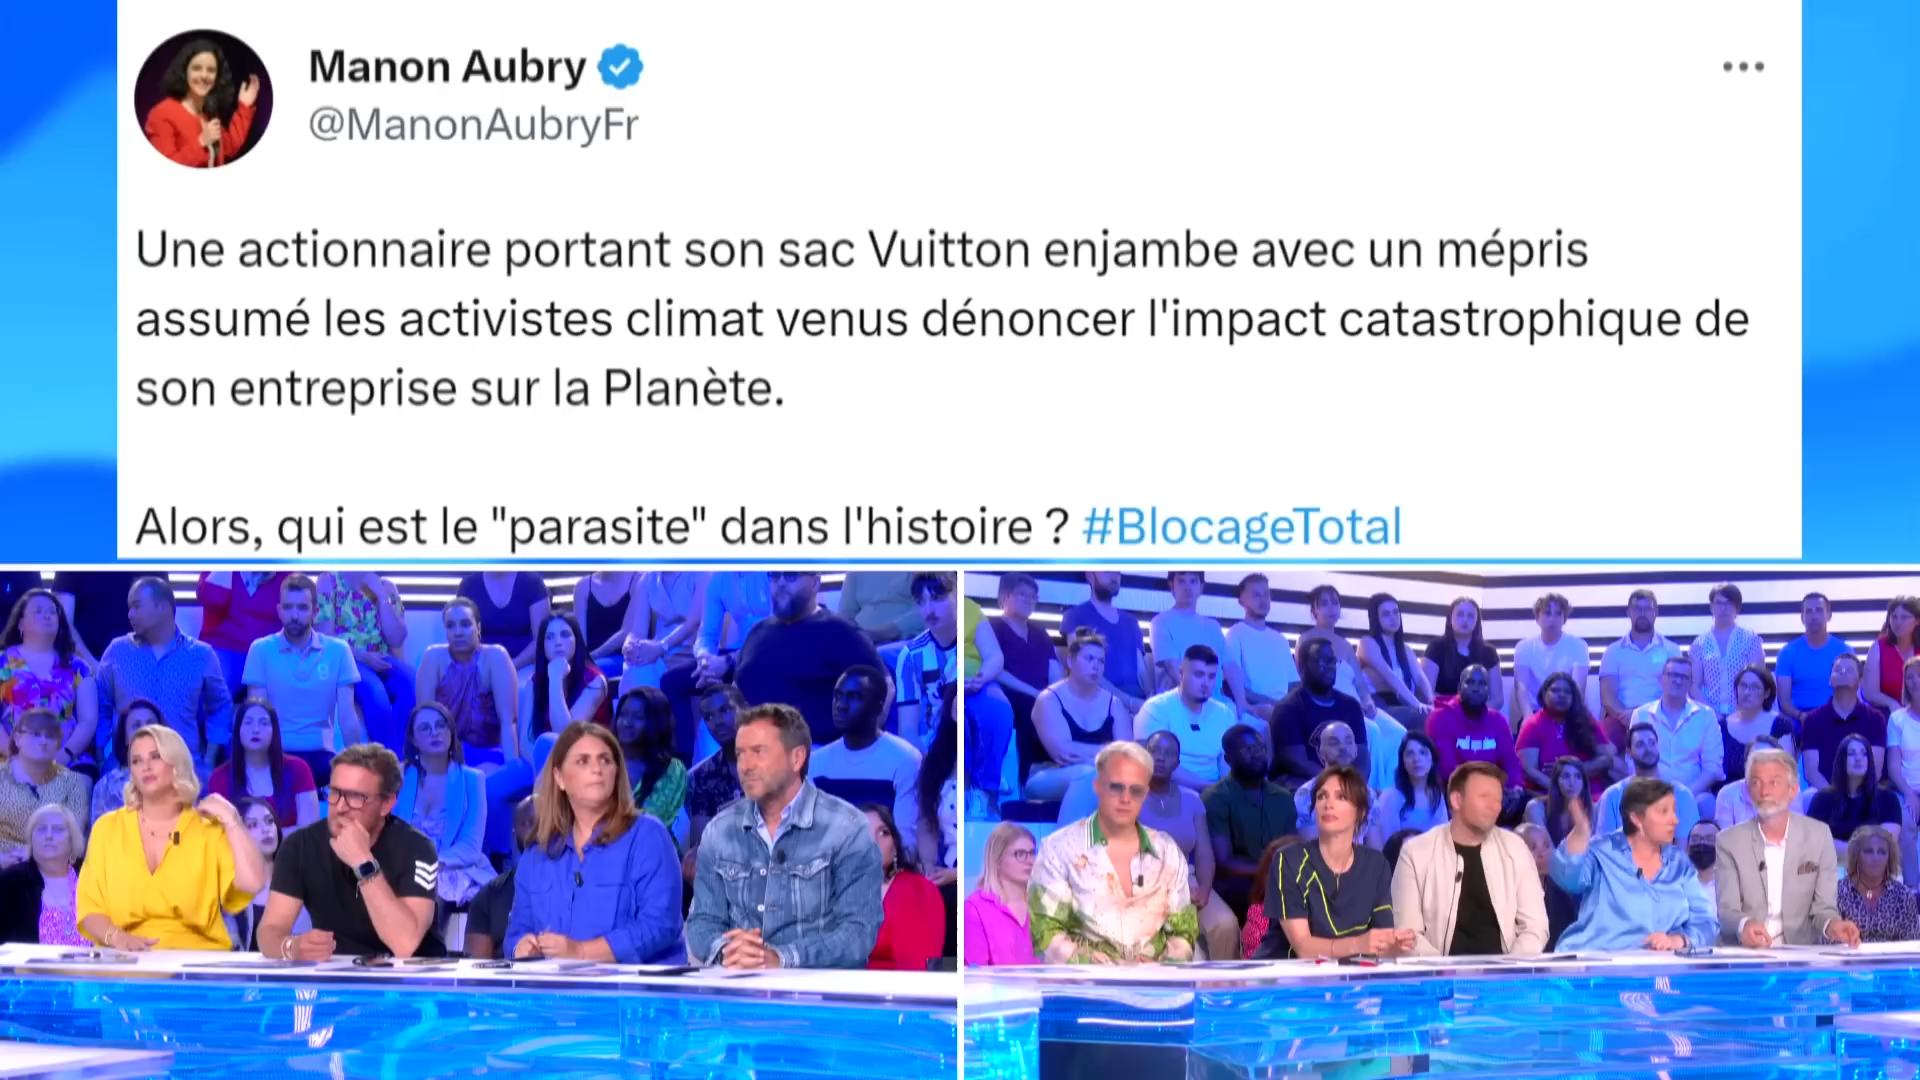 Manon Aubry
@ManonAubryFr
Une actionnaire portant son sac Vuitton enjambe avec un mépris
assumé les activistes climat venus dénoncer l'impact catastrophique de
son entreprise sur la Planète.
Alors, qui est le "parasite" dans l'histoire ? #BlocageTotal